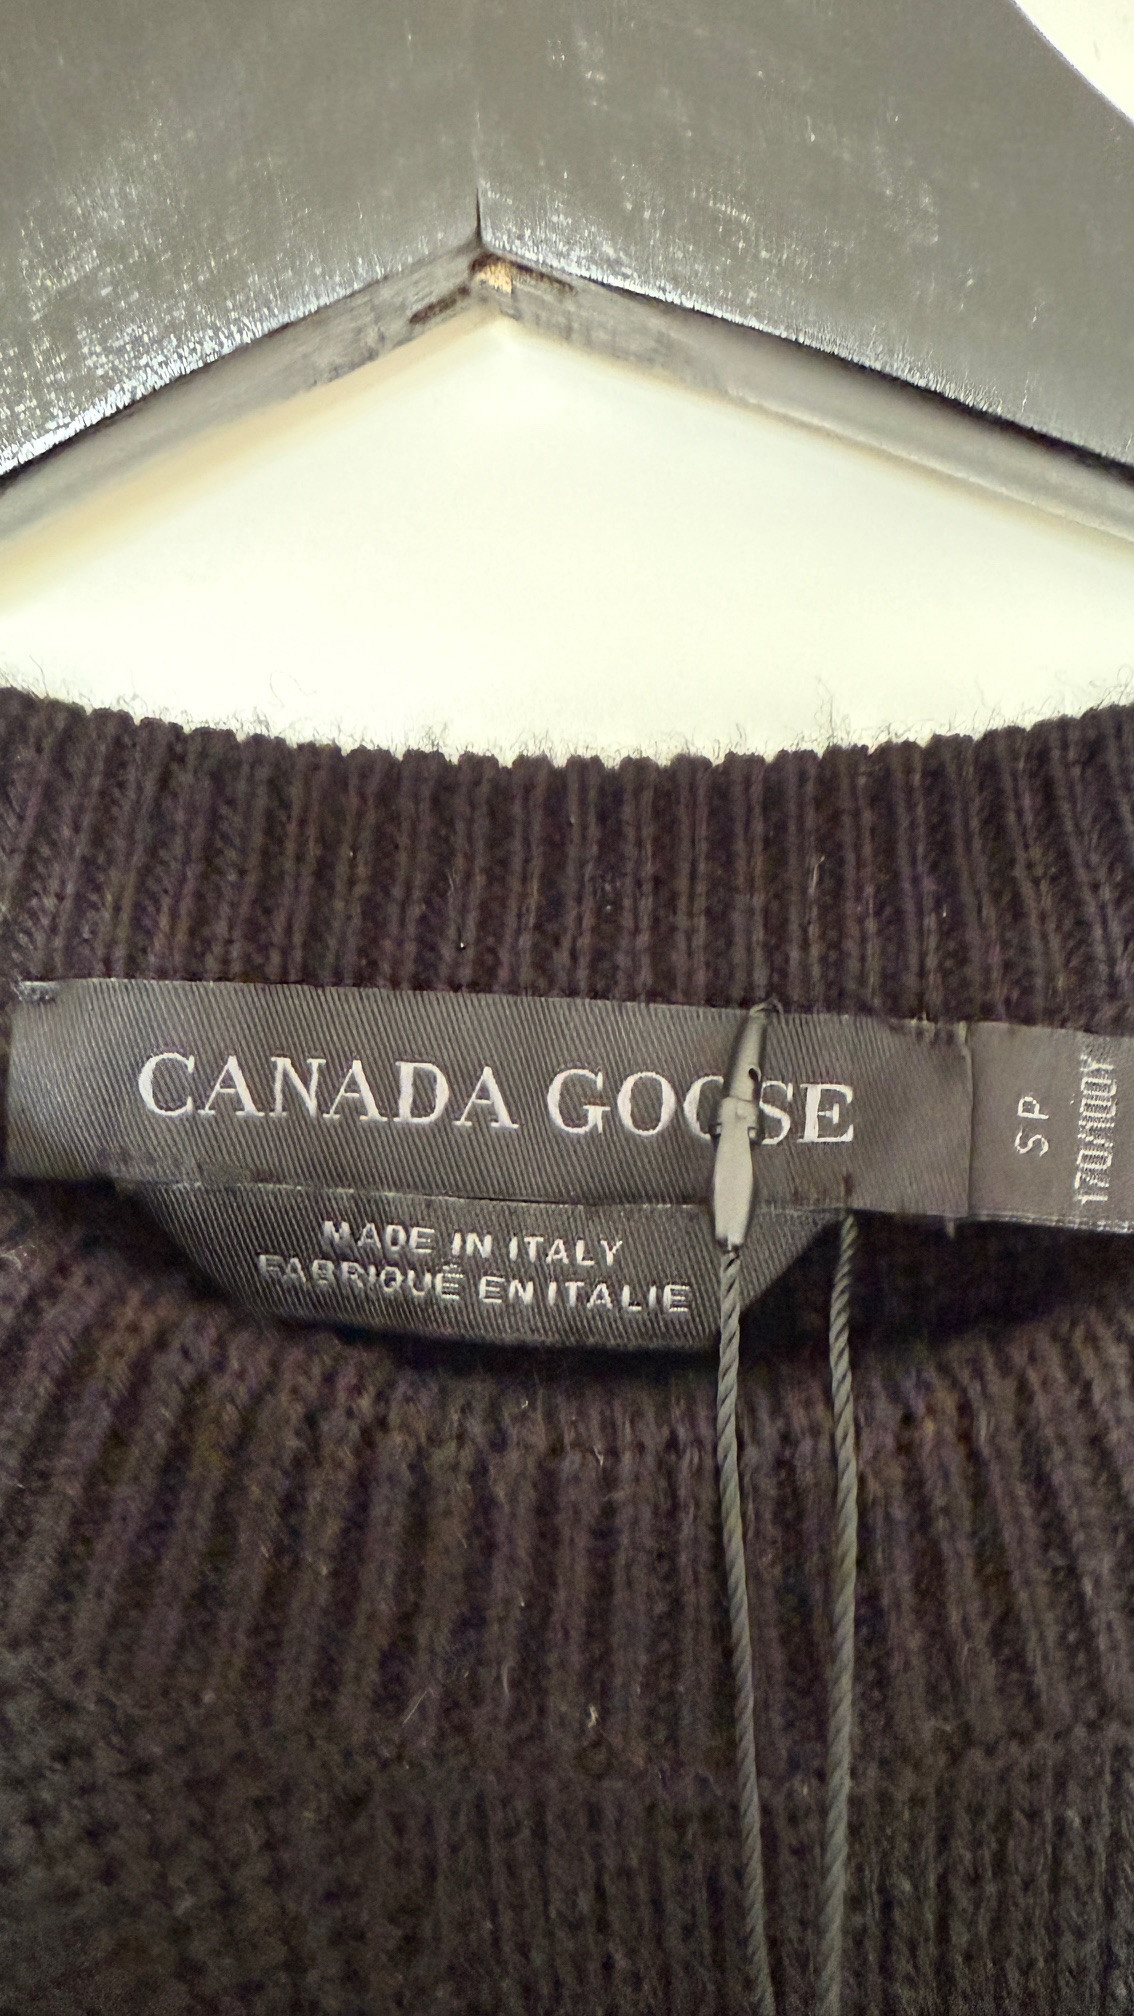 CANADA GOOSE
MADE IN ITALY
FABRIQUÉ EN ITALIE
S P